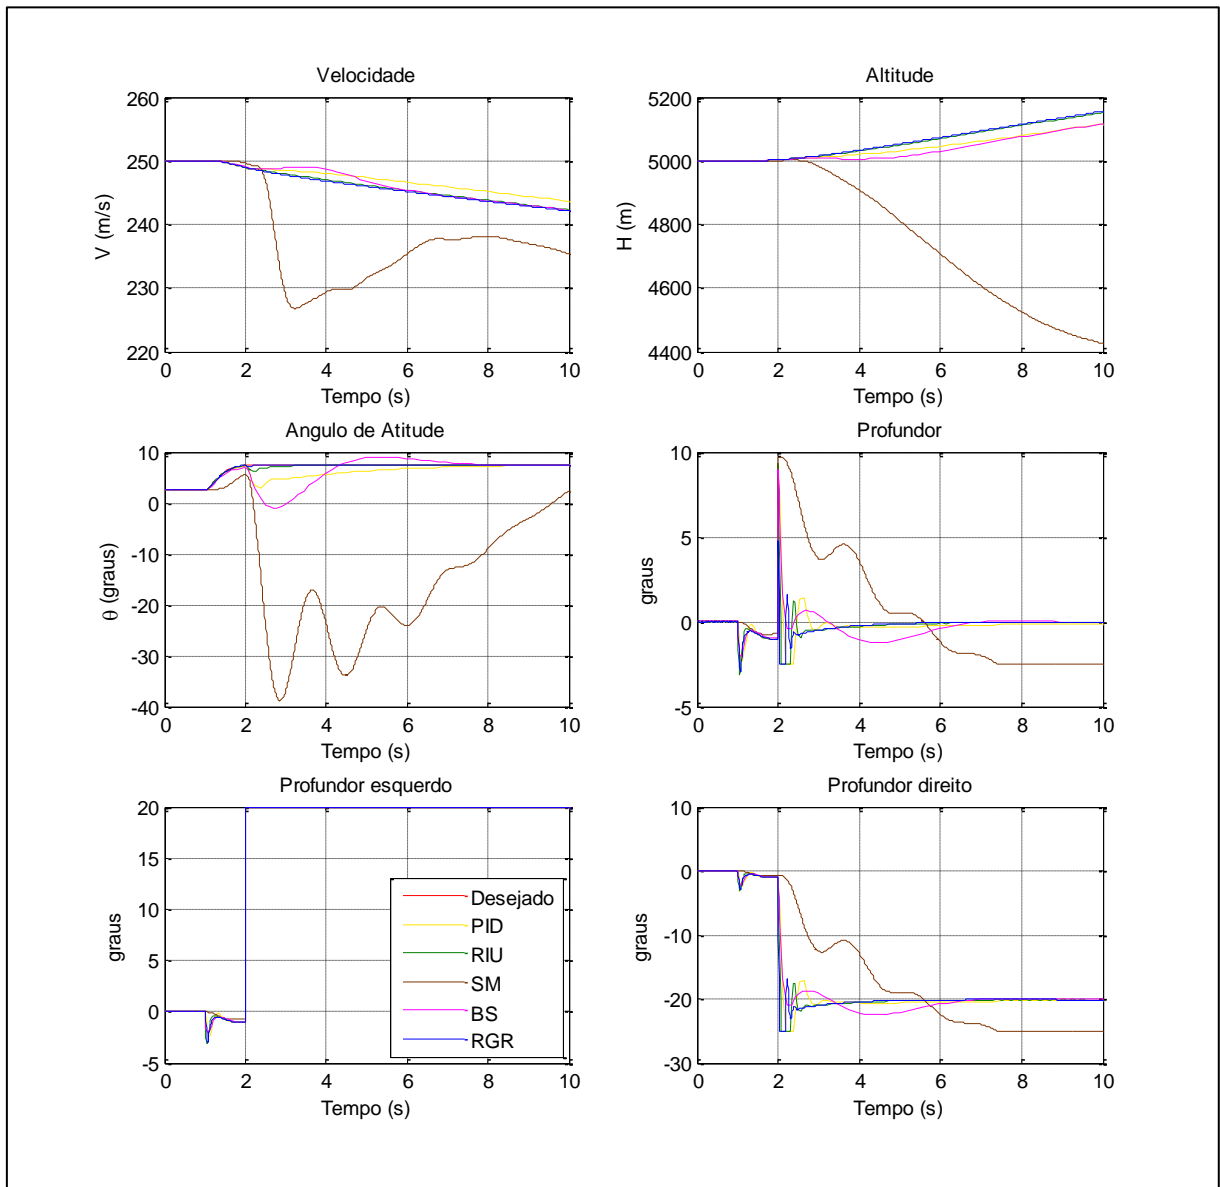 Velocidade
260
250
240
230
220
V (m/s)
0 2 4 6 8 10
Tempo (s)
Altitude
5200
5000
4800
4600
4400
H (m)
0 2 4 6 8 10
Tempo (s)
Angulo de Atitude
10
0
-10
-20
-30
-40
θ (graus)
0 2 4 6 8 10
Tempo (s)
Profundor
10
5
0
-5
graus
0 2 4 6 8 10
Tempo (s)
Profundor esquerdo
20
15
10
5
0
-5
graus
0 2 4 6 8 10
Tempo (s)
Desejado
PID
RIU
SM
BS
RGR
Profundor direito
10
0
-10
-20
-30
graus
0 2 4 6 8 10
Tempo (s)